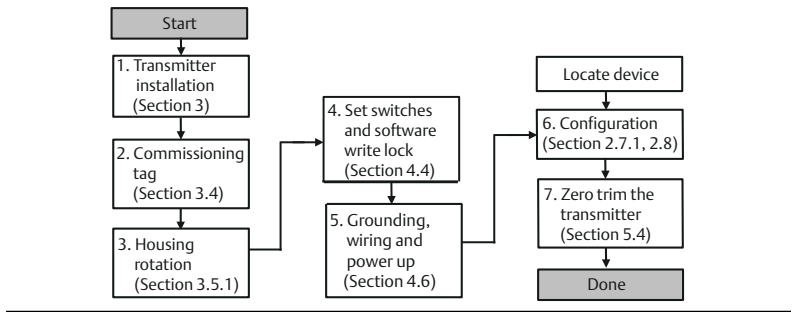 Start
1. Transmitter
installation
(Section 3)
2. Commissioning
tag
(Section 3.4)
3. Housing
rotation
(Section 3.5.1)
4. Set switches
and software
write lock
(Section 4.4)
5. Grounding,
wiring and
power up
(Section 4.6)
Locate device
6. Configuration
(Section 2.7.1, 2.8)
7. Zero trim the
transmitter
(Section 5.4)
Done